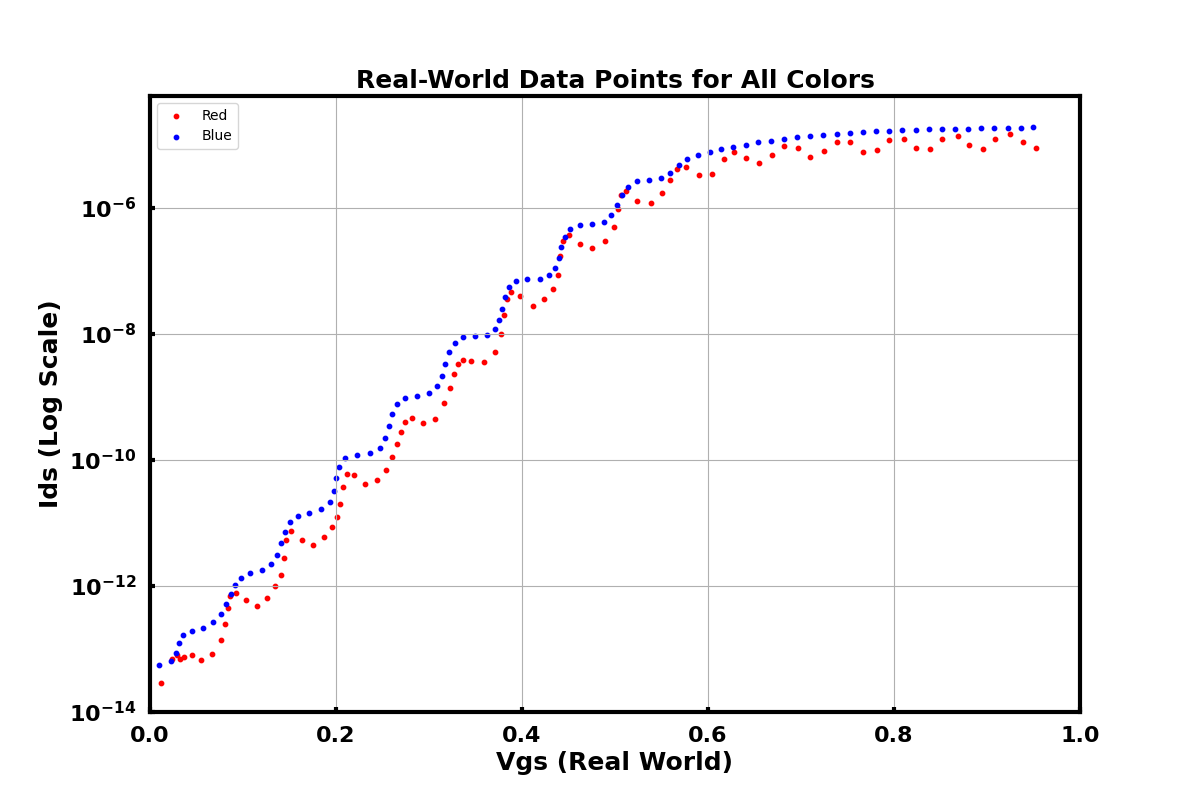 Real-World Data Points for All Colors
Red
Blue
Ids (Log Scale)
10⁻⁶
10⁻⁸
10⁻¹⁰
10⁻¹²
10⁻¹⁴
0.0 0.2 0.4 0.6 0.8 1.0
Vgs (Real World)